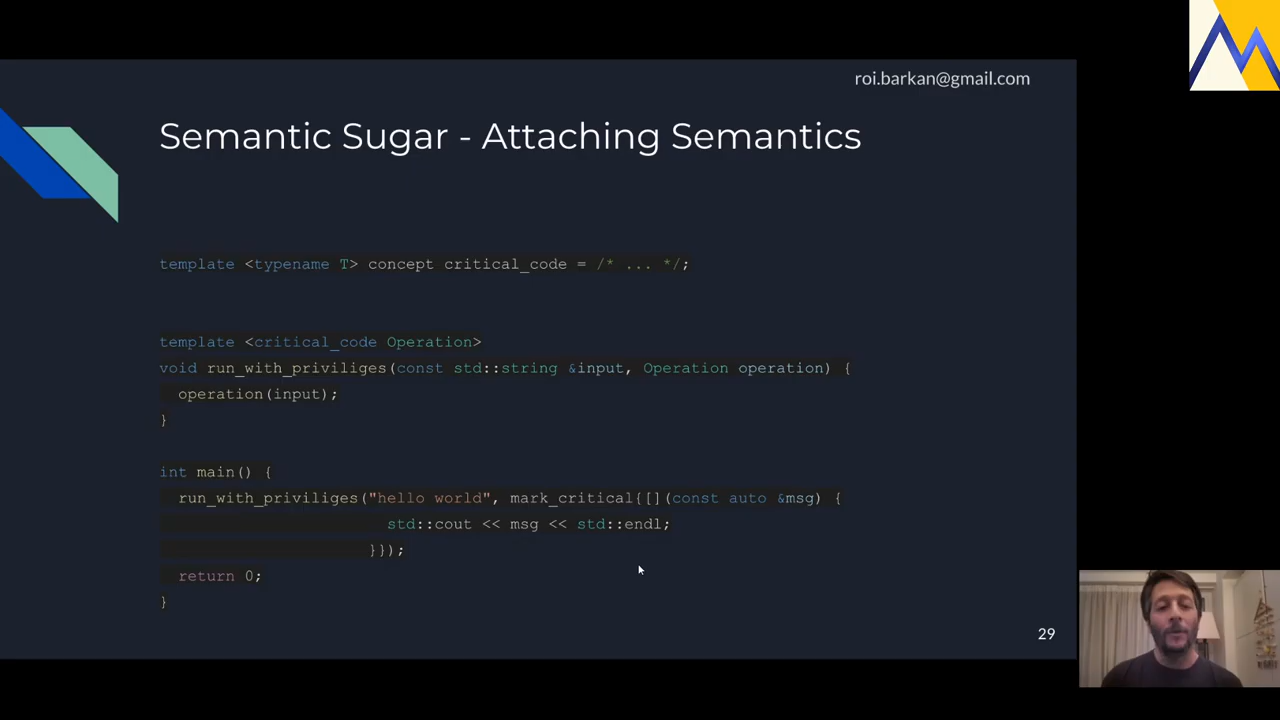 roi.barkan@gmail.com
Semantic Sugar - Attaching Semantics
template <typename T> concept critical_code = /* ... */;
template <critical_code Operation>
void run_with_priviliges(const std::string &input, Operation operation) {
operation(input);
}
int main() {
run_with_priviliges("hello world", mark_critical{[](const auto &msg) {
std::cout << msg << std::endl;
}});
return 0;
}
29